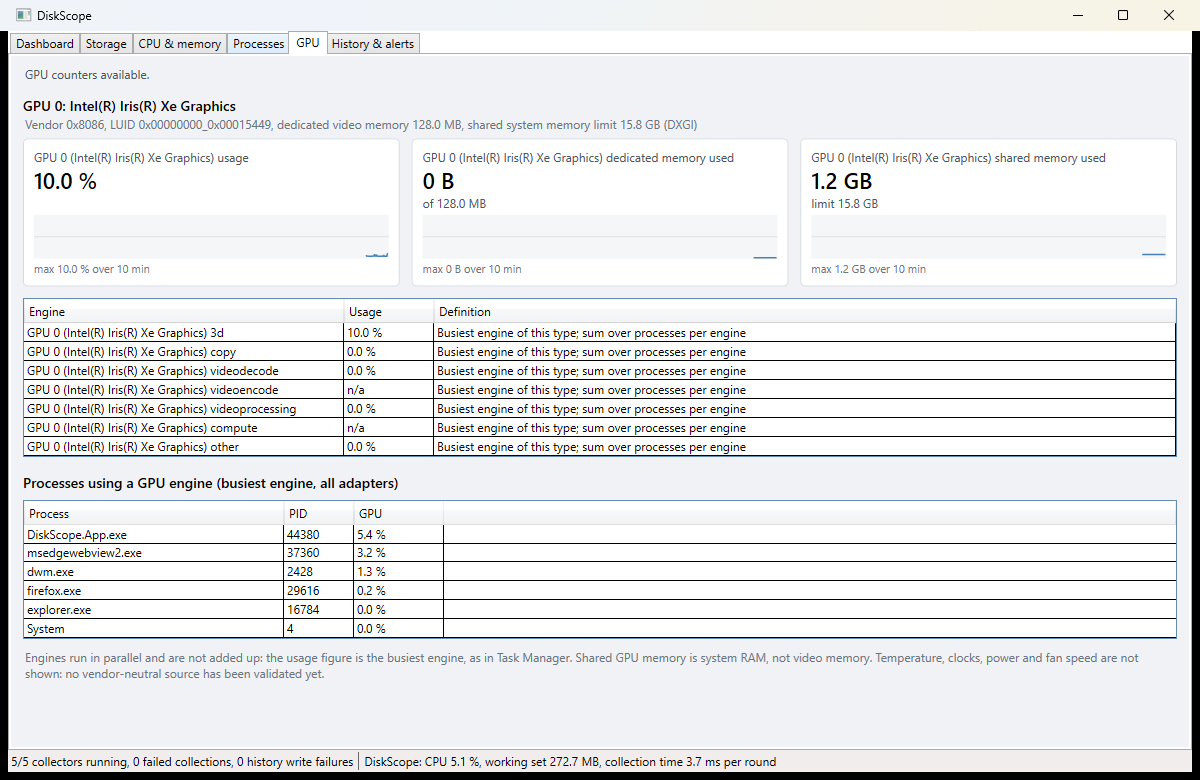 DiskScope
Dashboard Storage CPU & memory Processes GPU History & alerts
GPU counters available.
GPU 0: Intel(R) Iris(R) Xe Graphics
Vendor 0x8086, LUID 0x00000000_0x00015449, dedicated video memory 128.0 MB, shared system memory limit 15.8 GB (DXGI)
GPU 0 (Intel(R) Iris(R) Xe Graphics) usage
10.0 %
max 10.0 % over 10 min
GPU 0 (Intel(R) Iris(R) Xe Graphics) dedicated memory used
0 B
of 128.0 MB
max 0 B over 10 min
GPU 0 (Intel(R) Iris(R) Xe Graphics) shared memory used
1.2 GB
limit 15.8 GB
max 1.2 GB over 10 min
Engine Usage Definition
GPU 0 (Intel(R) Iris(R) Xe Graphics) 3d 10.0 % Busiest engine of this type; sum over processes per engine
GPU 0 (Intel(R) Iris(R) Xe Graphics) copy 0.0 % Busiest engine of this type; sum over processes per engine
GPU 0 (Intel(R) Iris(R) Xe Graphics) videodecode 0.0 % Busiest engine of this type; sum over processes per engine
GPU 0 (Intel(R) Iris(R) Xe Graphics) videoencode n/a Busiest engine of this type; sum over processes per engine
GPU 0 (Intel(R) Iris(R) Xe Graphics) videoprocessing 0.0 % Busiest engine of this type; sum over processes per engine
GPU 0 (Intel(R) Iris(R) Xe Graphics) compute n/a Busiest engine of this type; sum over processes per engine
GPU 0 (Intel(R) Iris(R) Xe Graphics) other 0.0 % Busiest engine of this type; sum over processes per engine
Processes using a GPU engine (busiest engine, all adapters)
Process PID GPU
DiskScope.App.exe 44380 5.4 %
msedgewebview2.exe 37360 3.2 %
dwm.exe 2428 1.3 %
firefox.exe 29616 0.2 %
explorer.exe 16784 0.0 %
System 4 0.0 %
Engines run in parallel and are not added up: the usage figure is the busiest engine, as in Task Manager. Shared GPU memory is system RAM, not video memory. Temperature, clocks, power and fan speed are not
shown: no vendor-neutral source has been validated yet.
5/5 collectors running, 0 failed collections, 0 history write failures DiskScope: CPU 5.1 %, working set 272.7 MB, collection time 3.7 ms per round